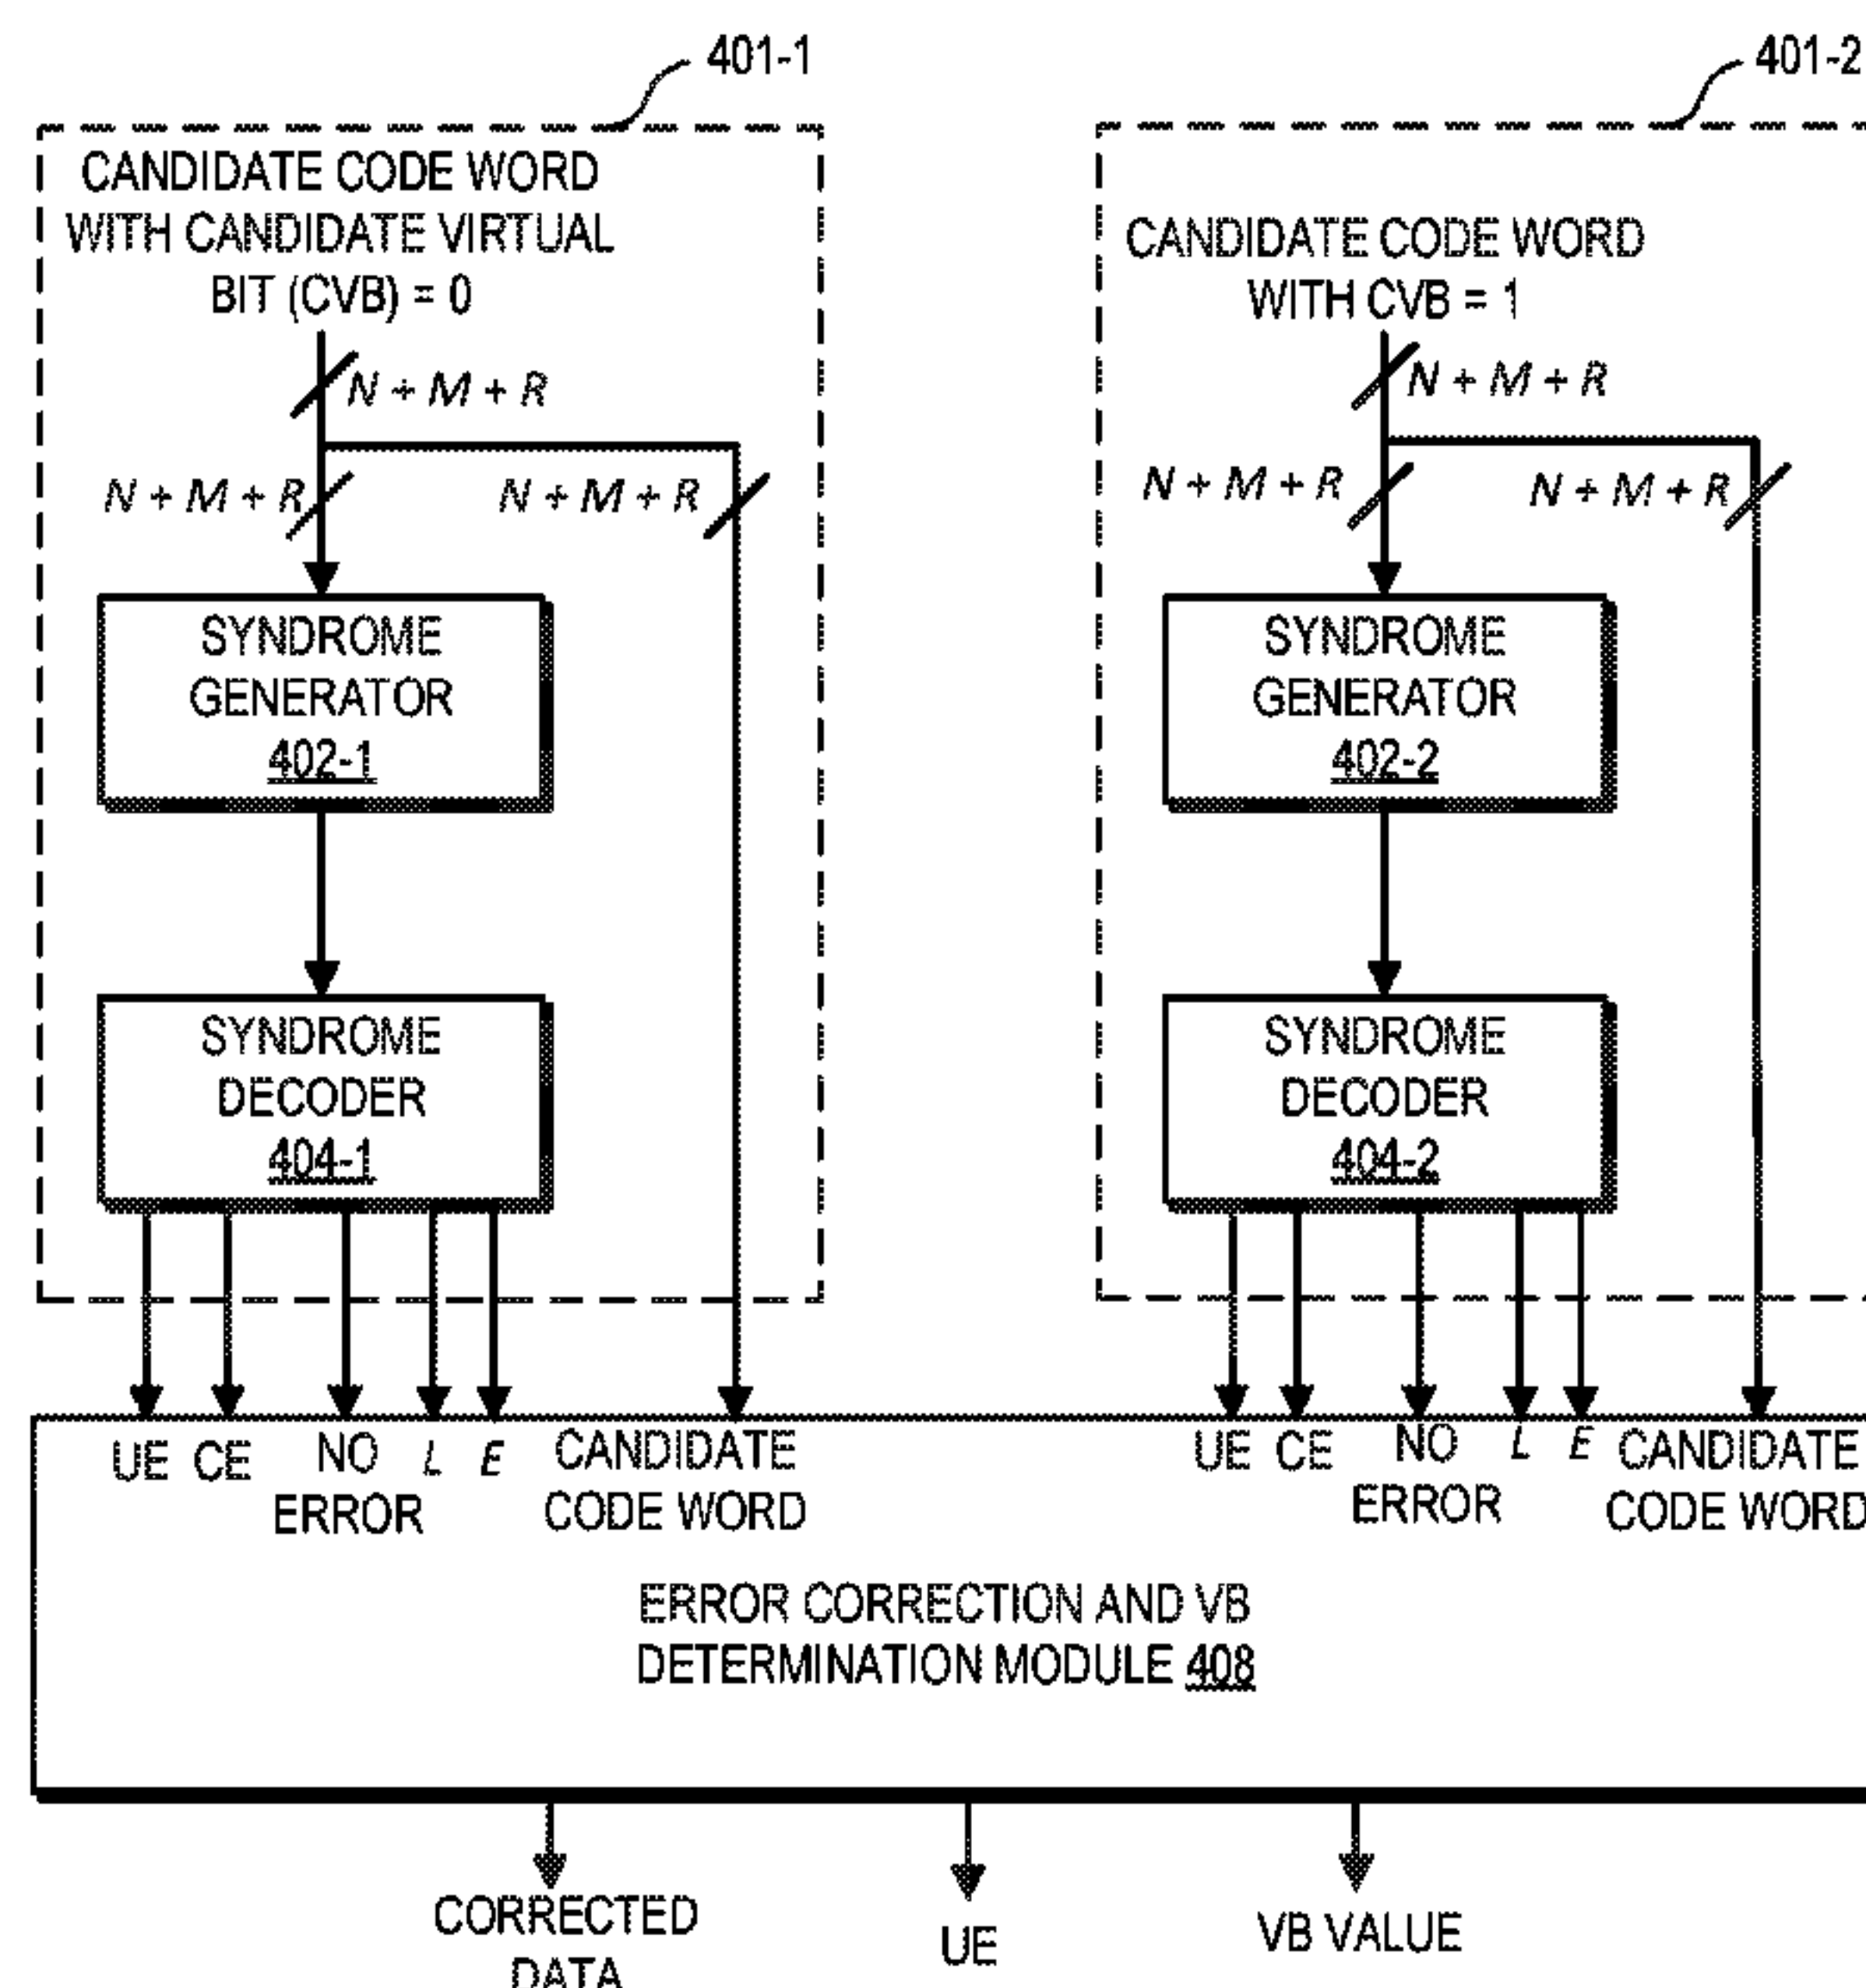 401-1
401-2
CANDIDATE CODE WORD
WITH CANDIDATE VIRTUAL
BIT (CVB) = 0
N + M + R
N + M + R
N + M + R
SYNDROME
GENERATOR
402-1
SYNDROME
DECODER
404-1
CANDIDATE CODE WORD
WITH CVB = 1
N + M + R
N + M + R
N + M + R
SYNDROME
GENERATOR
402-2
SYNDROME
DECODER
404-2
UE
CE
NO
ERROR
L
E
CANDIDATE
CODE WORD
UE
CE
NO
ERROR
L
E
CANDIDATE
CODE WORD
ERROR CORRECTION AND VB
DETERMINATION MODULE 408
CORRECTED
DATA
UE
VB VALUE